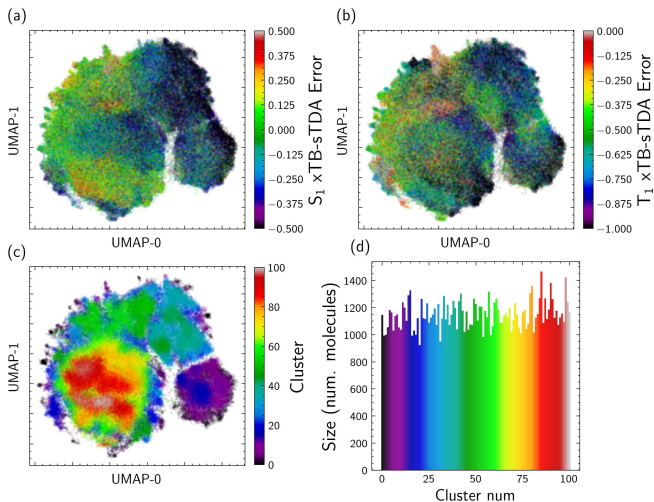 (a)
UMAP-1
UMAP-0
0.500
0.375
0.250
0.125
0.000
−0.125
−0.250
−0.375
−0.500
S₁ xTB-sTDA Error
(b)
UMAP-1
UMAP-0
0.000
−0.125
−0.250
−0.375
−0.500
−0.625
−0.750
−0.875
−1.000
T₁ xTB-sTDA Error
(c)
UMAP-1
UMAP-0
100
80
60
40
20
0
Cluster
(d)
Size (num. molecules)
1400
1200
1000
800
600
400
200
0
0 25 50 75 100
Cluster num